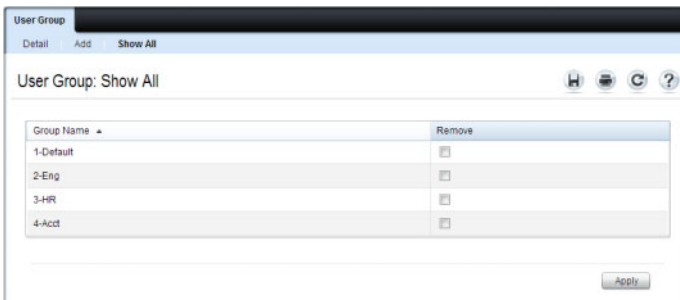 User Group
Detail Add Show All
User Group: Show All
Group Name Remove
1-Default
2-Eng
3-HR
4-Acct
Apply